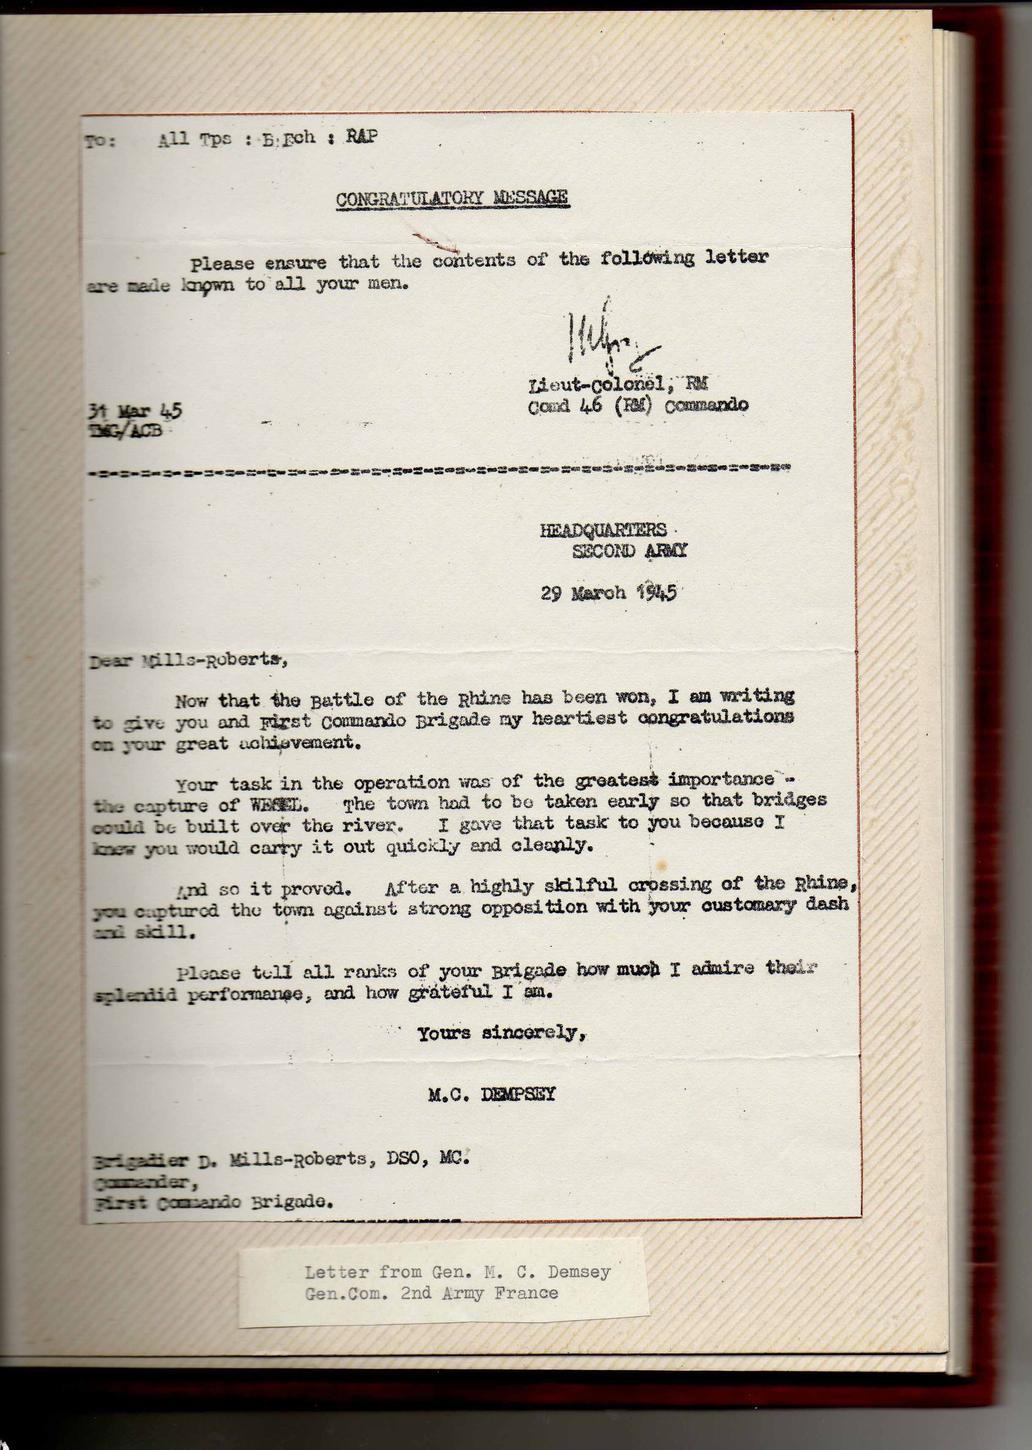 To: All Tps : B Ech : RAP
CONGRATULATORY MESSAGE
Please ensure that the contents of the following letter
are made known to all your men.
Lieut-Colonel, RM
Comd 46 (RM) Commando
31 Mar 45
TMG/ACB
HEADQUARTERS
SECOND ARMY
29 March 1945
Dear Mills-Roberts,
Now that the Battle of the Rhine has been won, I am writing
to give you and First Commando Brigade my heartiest congratulations
on your great achievement.
Your task in the operation was of the greatest importance -
the capture of WESEL. The town had to be taken early so that bridges
could be built over the river. I gave that task to you because I
knew you would carry it out quickly and cleanly.
And so it proved. After a highly skilful crossing of the Rhine,
you captured the town against strong opposition with your customary dash
and skill.
Please tell all ranks of your Brigade how much I admire their
splendid performance, and how grateful I am.
Yours sincerely,
M.C. DEMPSEY
Brigadier D. Mills-Roberts, DSO, MC.
Commander,
First Commando Brigade.
Letter from Gen. M. C. Demsey
Gen.Com. 2nd Army France